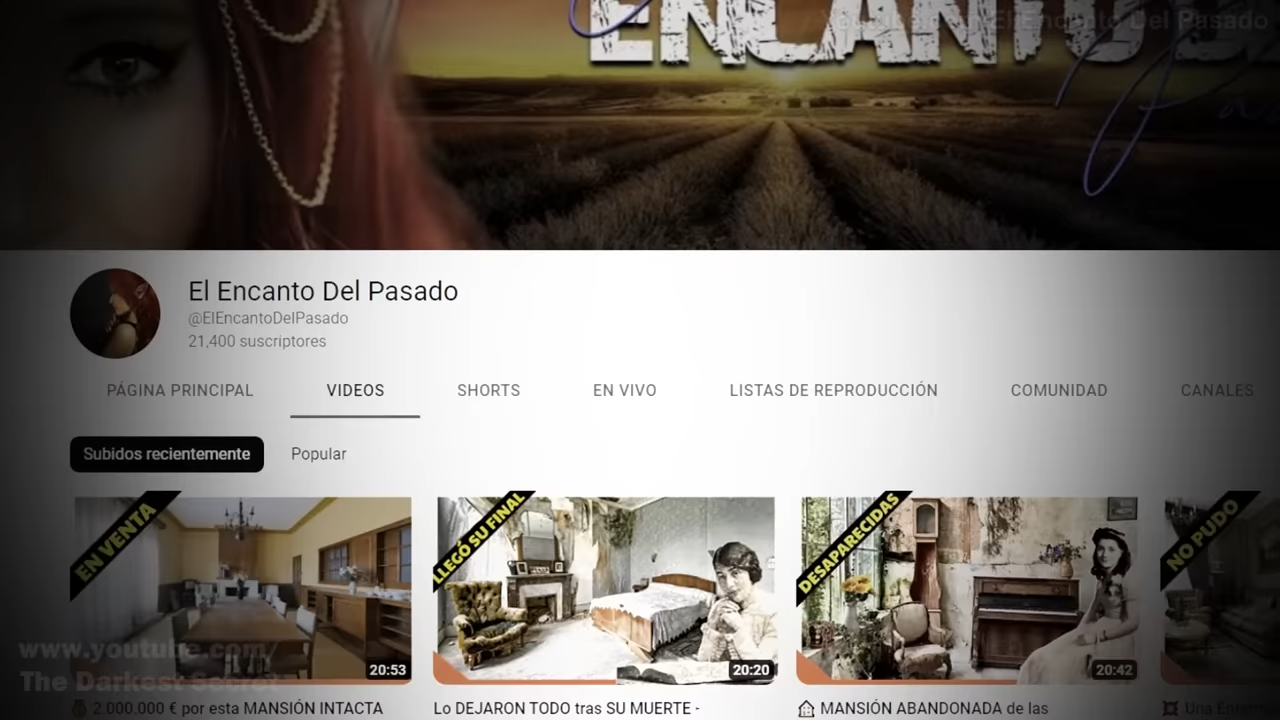 ENCANTO DE
El Encanto Del Pasado
@ElEncantoDelPasado
21,400 suscriptores
PÁGINA PRINCIPAL VIDEOS SHORTS EN VIVO LISTAS DE REPRODUCCIÓN COMUNIDAD CANALES
Subidos recientemente Popular
EN VENTA LLEGÓ SU FINAL DESAPARECIDAS NO PUDO
www.youtube.com/
The Darkest Secret
20:53 20:20 20:42
2.000.000 € por esta MANSIÓN INTACTA Lo DEJARON TODO tras SU MUERTE - MANSIÓN ABANDONADA de las Una